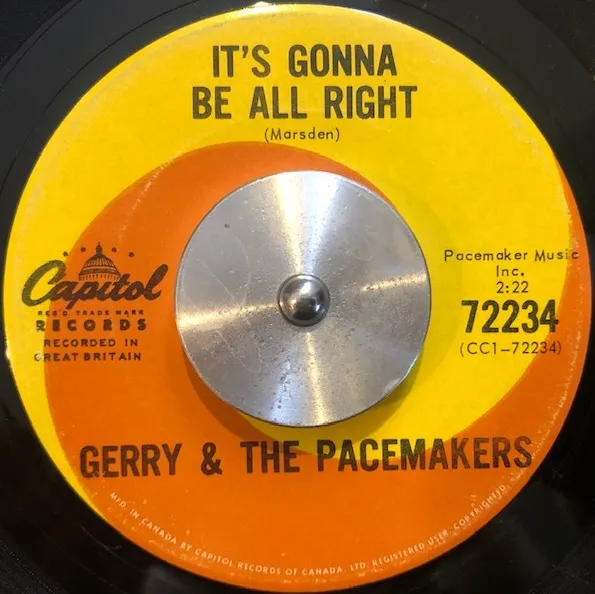 IT'S GONNA
BE ALL RIGHT
(Marsden)
Capitol
REG'D. TRADE MARK
RECORDS
RECORDED IN
GREAT BRITAIN
Pacemaker Music
Inc.
2:22
72234
(CC1-72234)
GERRY & THE PACEMAKERS
MFD. IN CANADA BY CAPITOL RECORDS OF CANADA, LTD. REGISTERED USER. COPYRIGHTED.